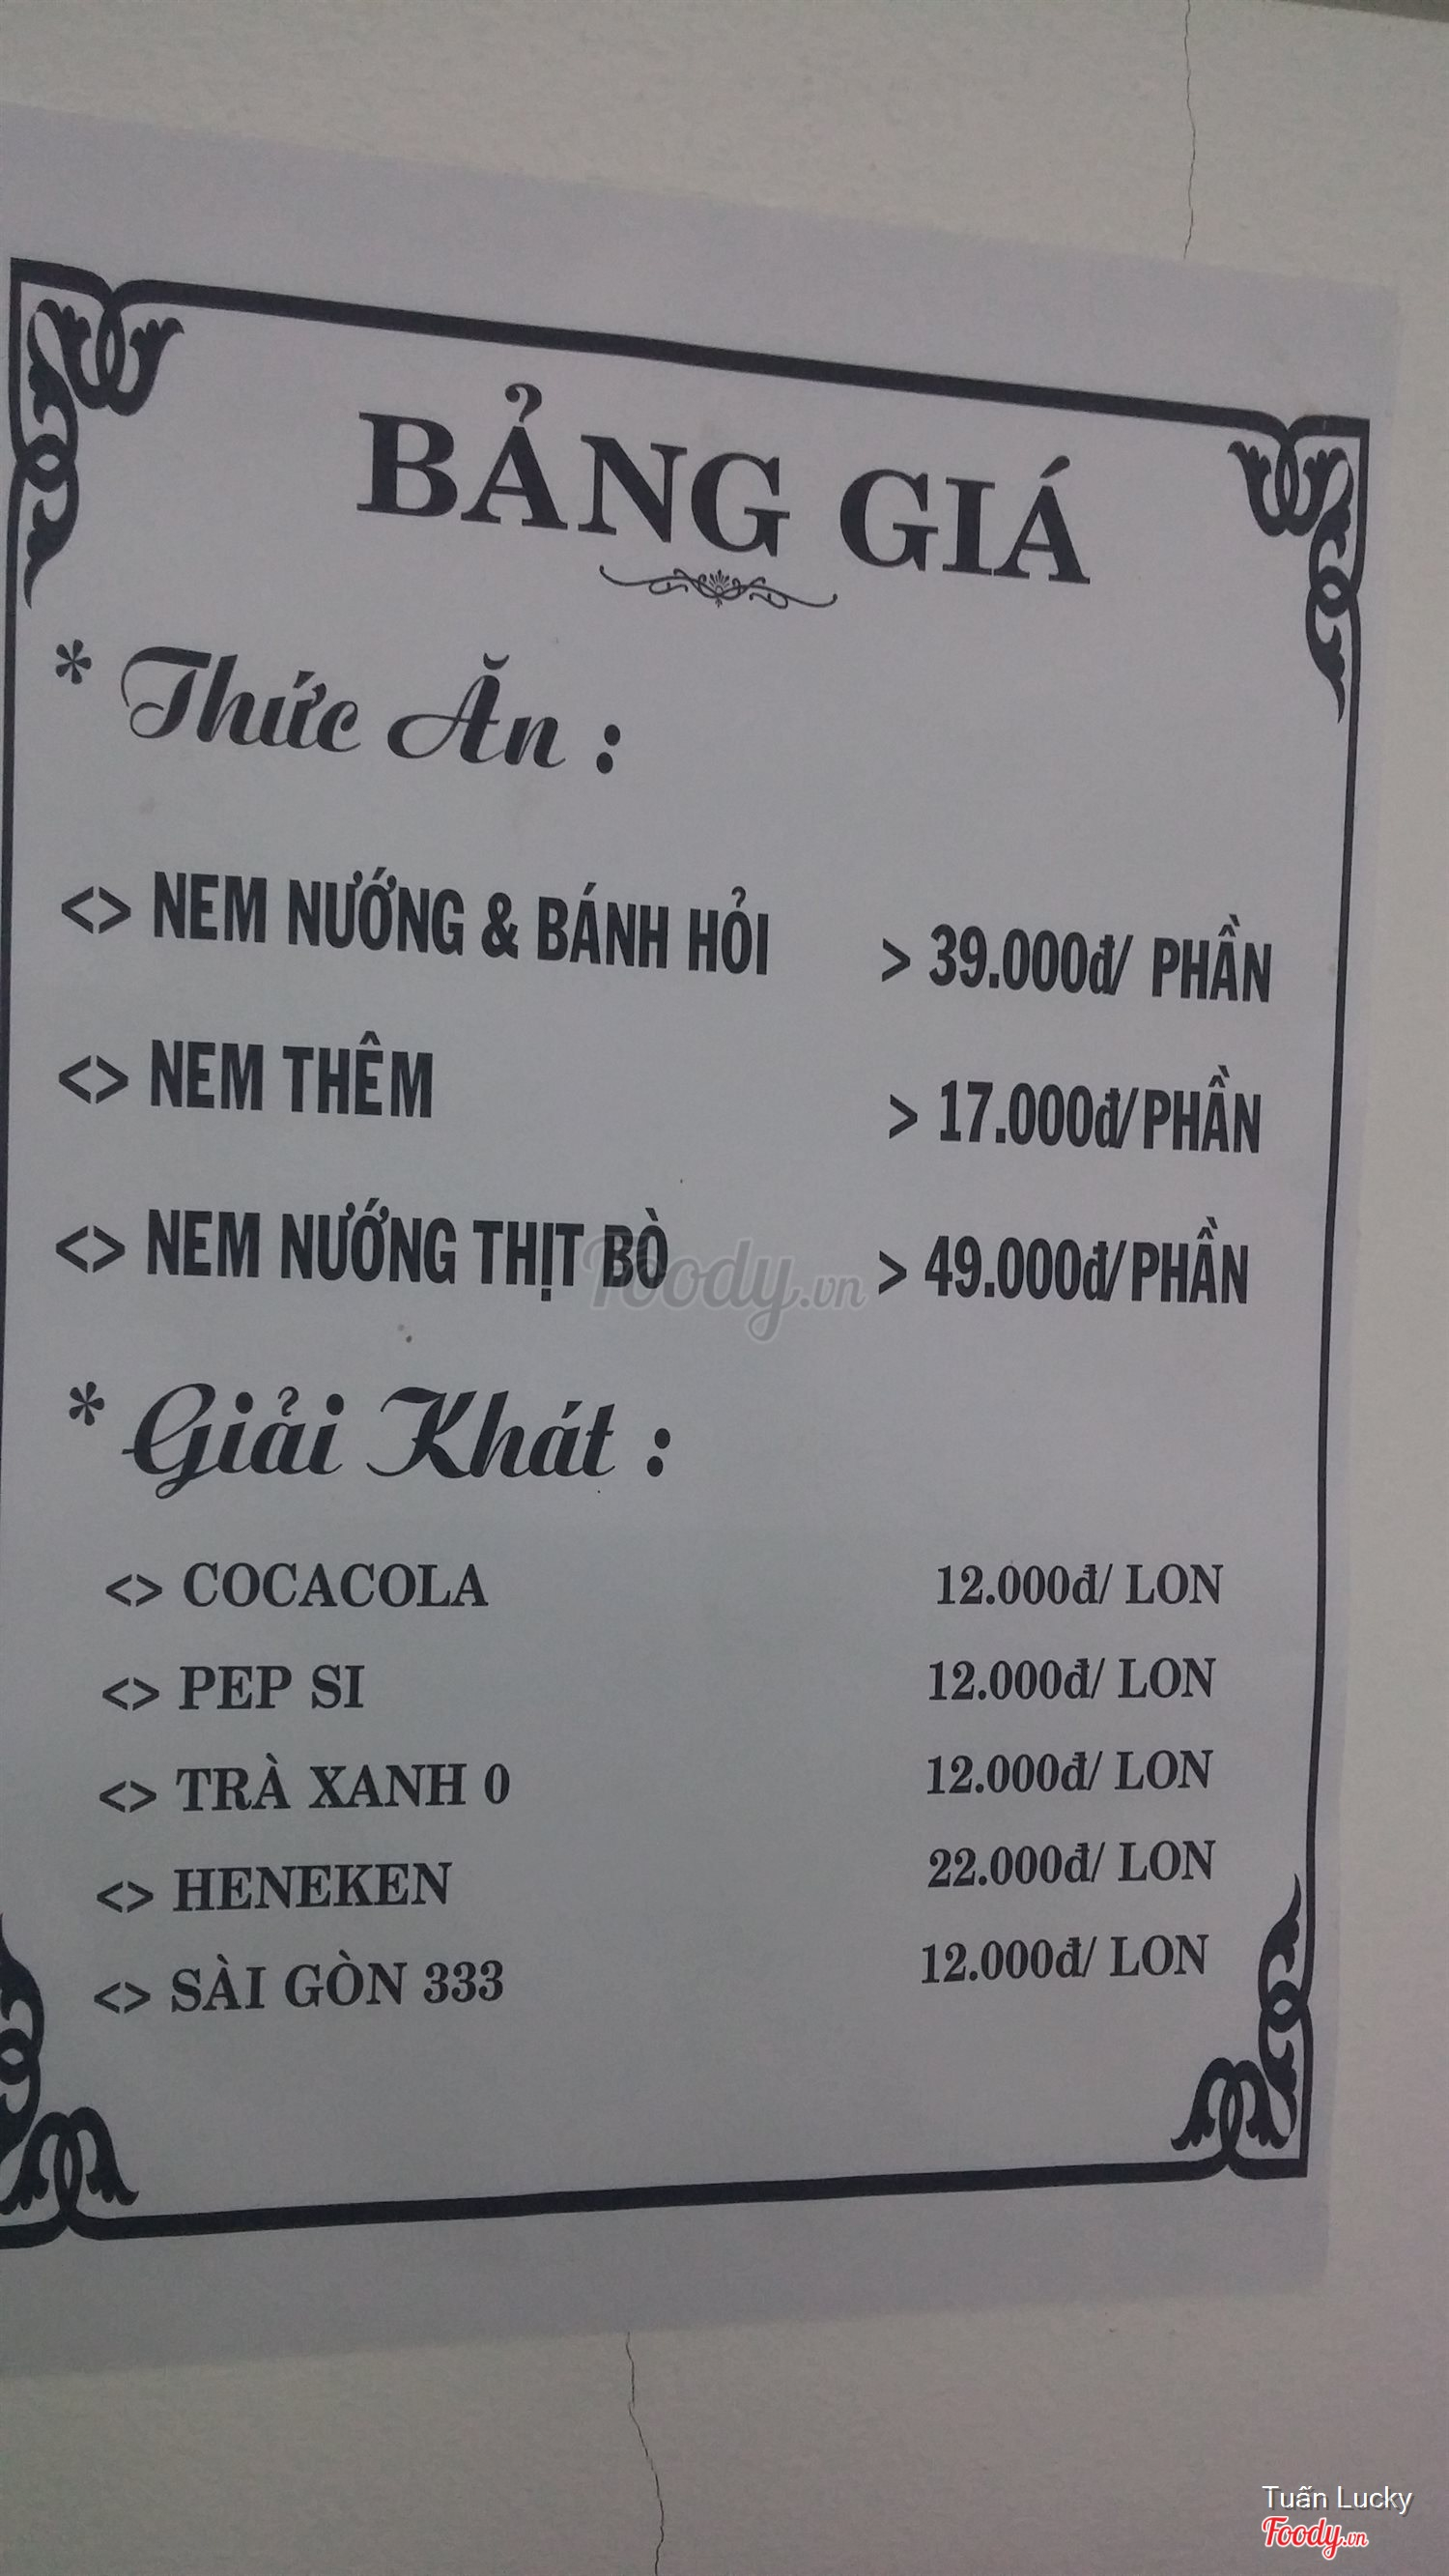 BẢNG GIÁ
* Thức Ăn :
<> NEM NƯỚNG & BÁNH HỎI > 39.000đ/ PHẦN
<> NEM THÊM > 17.000đ/PHẦN
<> NEM NƯỚNG THỊT BÒ > 49.000đ/PHẦN
Foody.vn
* Giải Khát :
<> COCACOLA 12.000đ/ LON
<> PEP SI 12.000đ/ LON
<> TRÀ XANH 0 12.000đ/ LON
<> HENEKEN 22.000đ/ LON
<> SÀI GÒN 333 12.000đ/ LON
Tuấn Lucky
Foody.vn